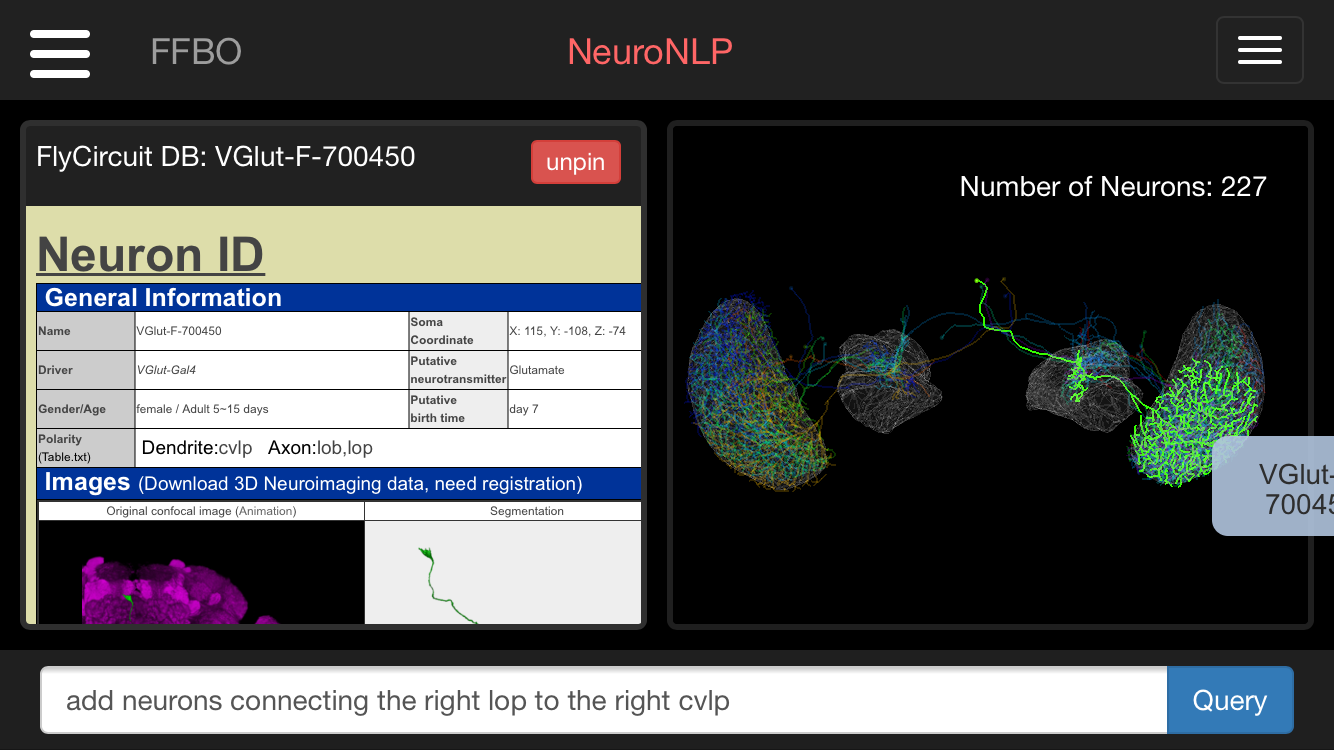 FFBO
NeuroNLP
FlyCircuit DB: VGlut-F-700450
unpin
Neuron ID
General Information
Name
VGlut-F-700450
Soma
Coordinate
X: 115, Y: -108, Z: -74
Driver
VGlut-Gal4
Putative
neurotransmitter
Glutamate
Gender/Age
female / Adult 5~15 days
Putative
birth time
day 7
Polarity
(Table.txt)
Dendrite:cvlp Axon:lob,lop
Images (Download 3D Neuroimaging data, need registration)
Original confocal image (Animation)
Segmentation
Number of Neurons: 227
VGlut-
70045
add neurons connecting the right lop to the right cvlp
Query